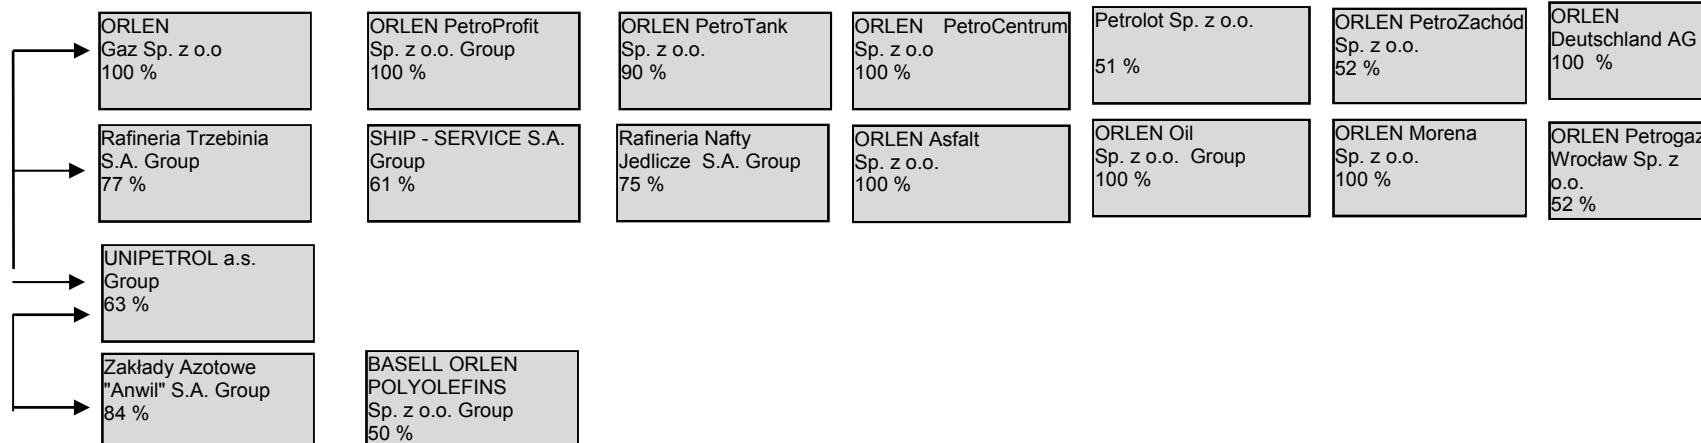 ORLEN
Gaz Sp. z o.o
100 %
ORLEN PetroProfit
Sp. z o.o. Group
100 %
ORLEN PetroTank
Sp. z o.o.
90 %
ORLEN PetroCentrum
Sp. z o.o
100 %
Petrolot Sp. z o.o.
51 %
ORLEN PetroZachód
Sp. z o.o.
52 %
ORLEN
Deutschland AG
100 %
Rafineria Trzebinia
S.A. Group
77 %
SHIP - SERVICE S.A.
Group
61 %
Rafineria Nafty
Jedlicze S.A. Group
75 %
ORLEN Asfalt
Sp. z o.o.
100 %
ORLEN Oil
Sp. z o.o. Group
100 %
ORLEN Morena
Sp. z o.o.
100 %
ORLEN Petrogaz
Wrocław Sp. z
o.o.
52 %
UNIPETROL a.s.
Group
63 %
Zakłady Azotowe
"Anwil" S.A. Group
84 %
BASELL ORLEN
POLYOLEFINS
Sp. z o.o. Group
50 %